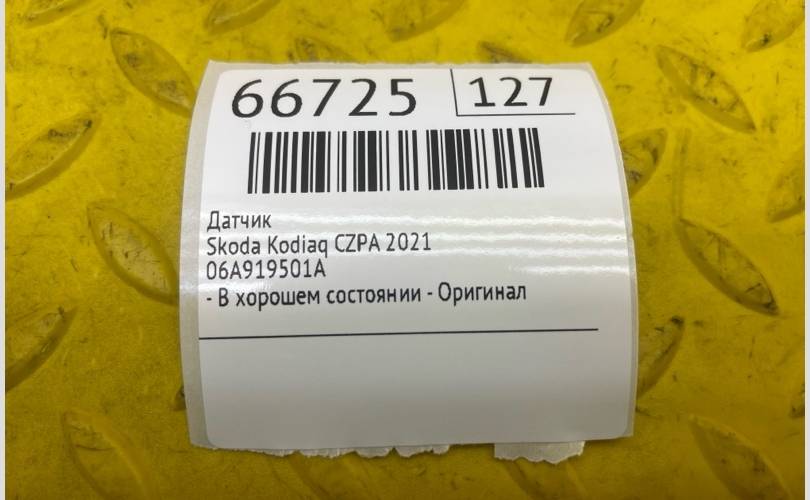 66725
127
Датчик
Skoda Kodiaq CZPA 2021
06A919501A
- В хорошем состоянии - Оригинал